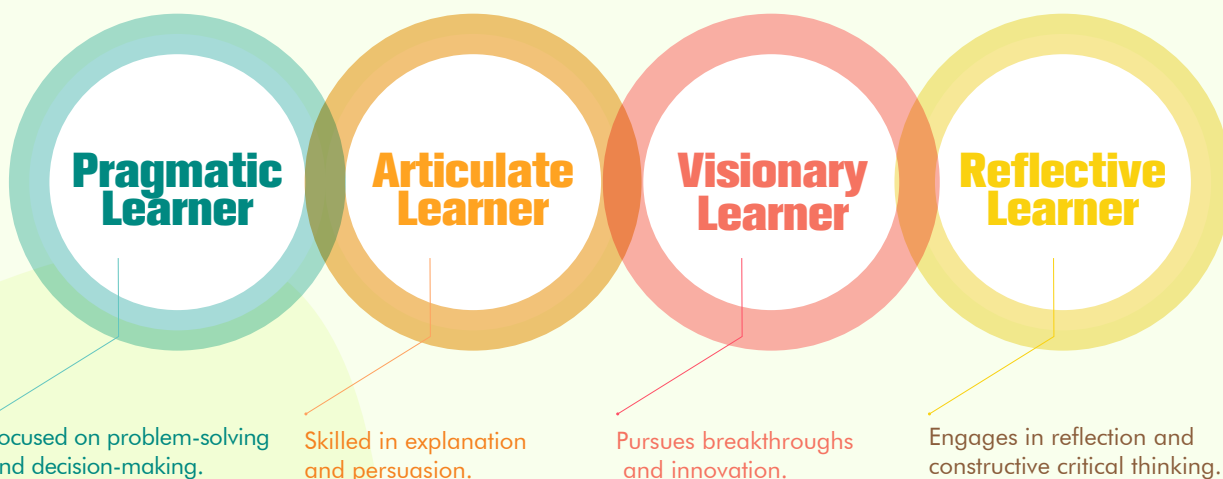 Pragmatic
Learner
Articulate
Learner
Visionary
Learner
Reflective
Learner
on problem-solving
decision-making.
Skilled in explanation
and persuasion.
Pursues breakthroughs
and innovation.
Engages in reflection and
constructive critical thinking.